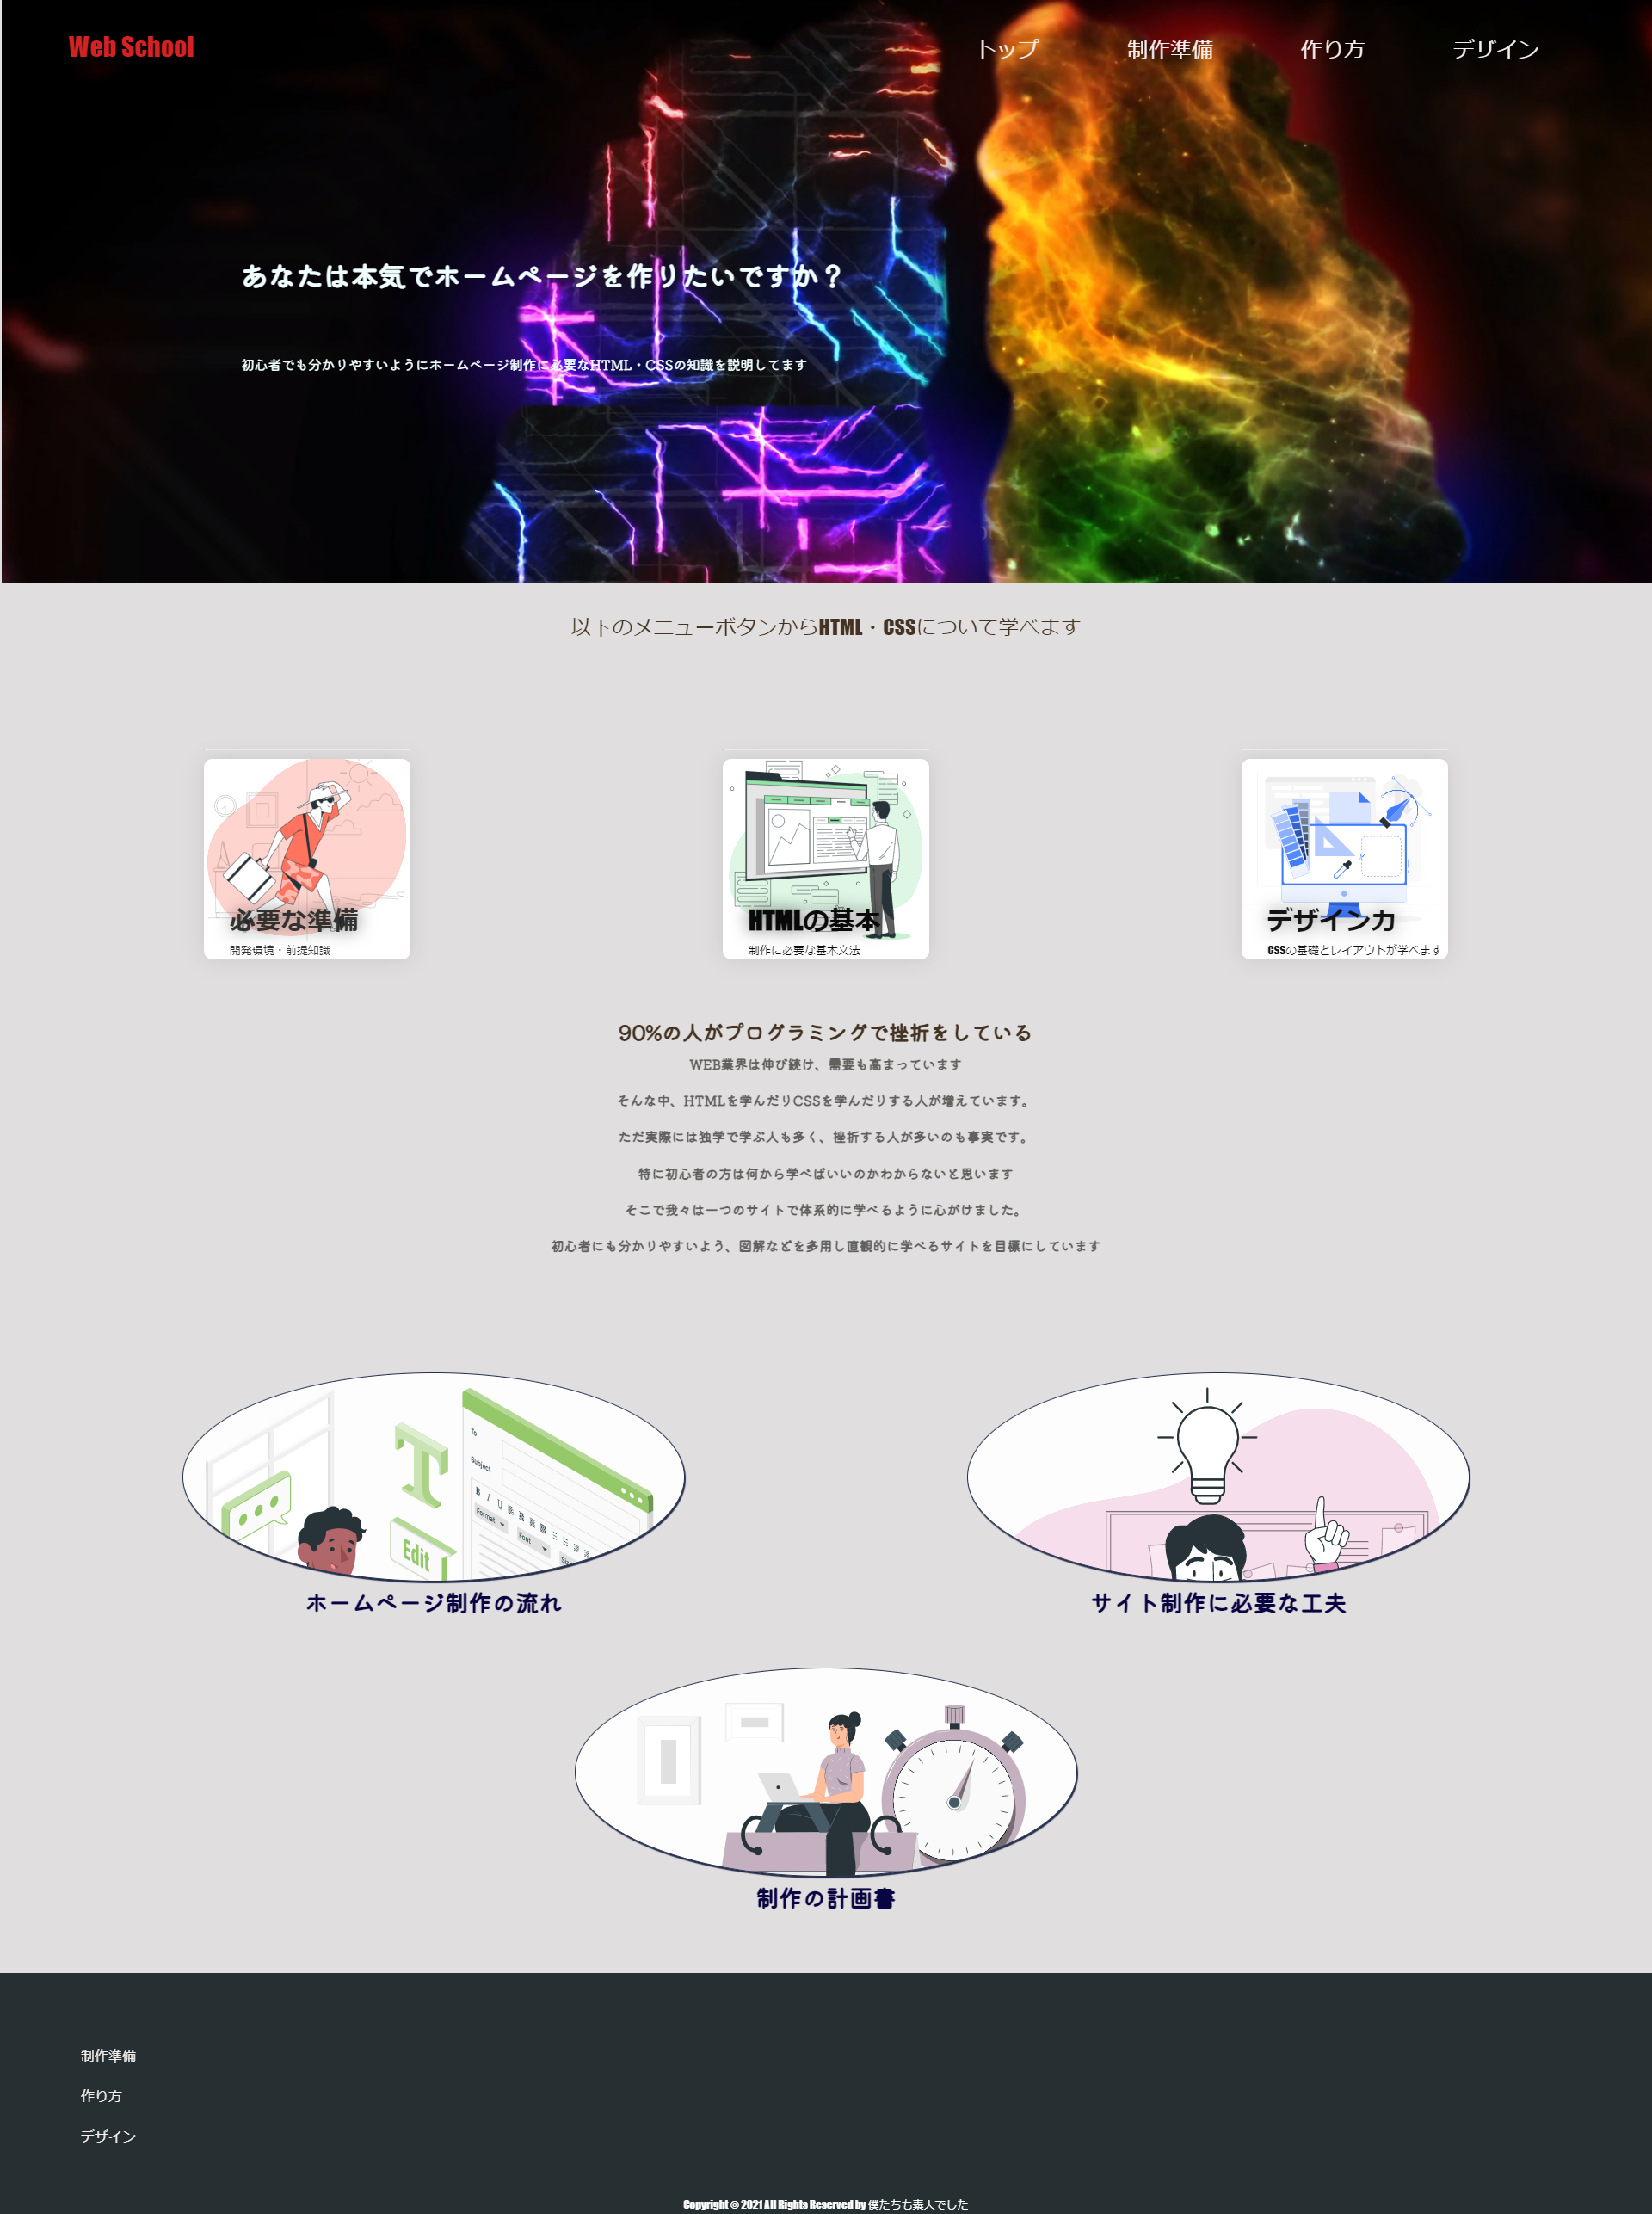 Web School
トップ 制作準備 作り方 デザイン
あなたは本気でホームページを作りたいですか？
初心者でも分かりやすいようにホームページ制作に必要なHTML・CSSの知識を説明してます
以下のメニューボタンからHTML・CSSについて学べます
必要な準備
開発環境・前提知識
HTMLの基本
制作に必要な基本文法
デザインカ
CSSの基礎とレイアウトが学べます
90%の人がプログラミングで挫折をしている
WEB業界は伸び続け、需要も高まっています
そんな中、HTMLを学んだりCSSを学んだりする人が増えています。
ただ実際には独学で学ぶ人も多く、挫折する人が多いのも事実です。
特に初心者の方は何から学べばいいのかわからないと思います
そこで我々は一つのサイトで体系的に学べるように心がけました。
初心者にも分かりやすいよう、図解などを多用し直観的に学べるサイトを目標にしています
To
Subject
B I U
Format
Font
Edit
ホームページ制作の流れ
サイト制作に必要な工夫
制作の計画書
制作準備
作り方
デザイン
Copyright © 2021 All Rights Reserved by 僕たちも素人でした